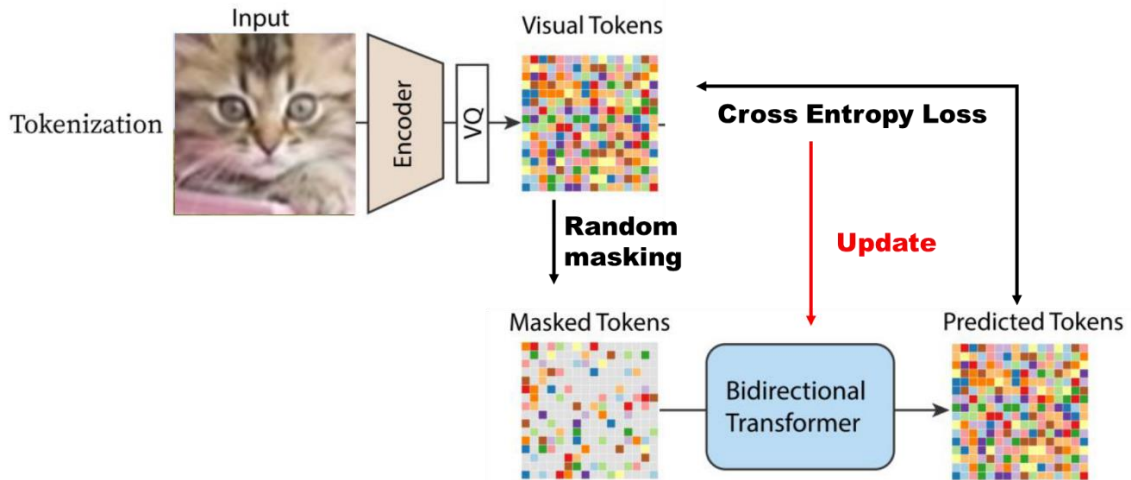 Input
Visual Tokens
Tokenization
Encoder
VQ
Cross Entropy Loss
Random
masking
Update
Masked Tokens
Predicted Tokens
Bidirectional
Transformer